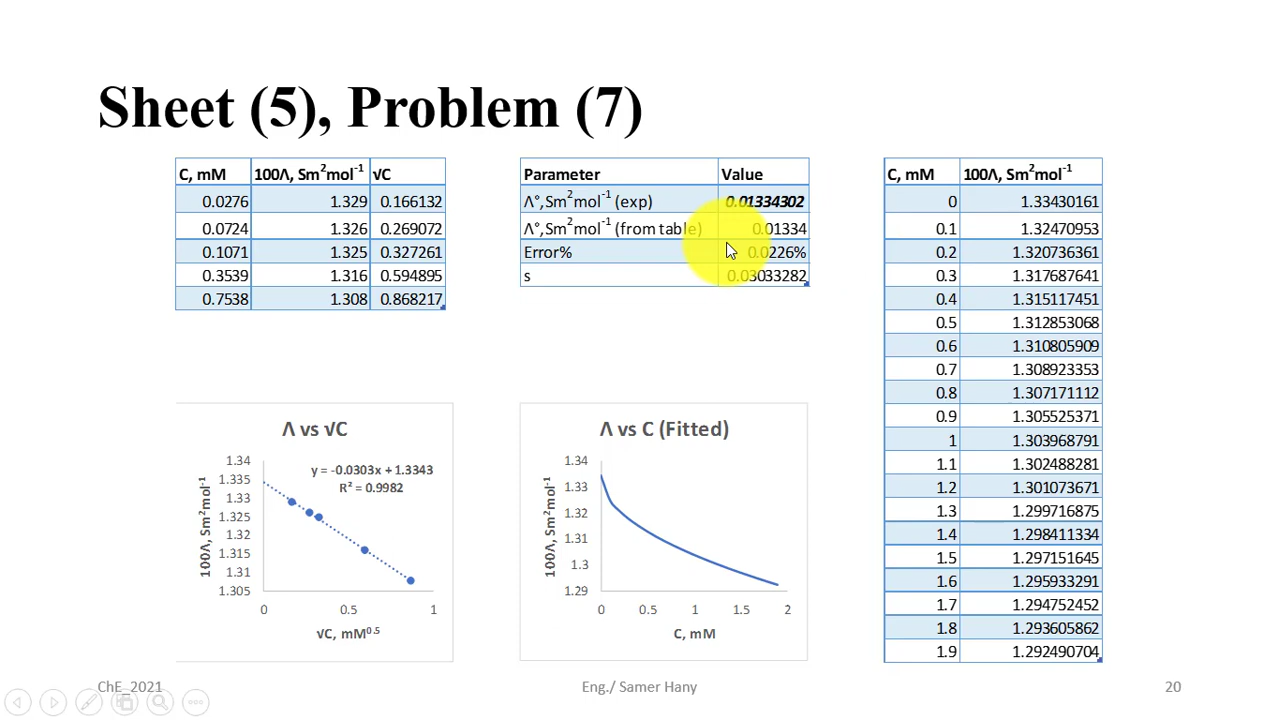 Sheet (5), Problem (7)
C, mM 100Λ, Sm²mol⁻¹ √C
0.0276 1.329 0.166132
0.0724 1.326 0.269072
0.1071 1.325 0.327261
0.3539 1.316 0.594895
0.7538 1.308 0.868217
Parameter Value
Λ°,Sm²mol⁻¹ (exp) 0.01334302
Λ°,Sm²mol⁻¹ (from table) 0.01334
Error% 0.0226%
s 0.03033282
C, mM 100Λ, Sm²mol⁻¹
0 1.33430161
0.1 1.32470953
0.2 1.320736361
0.3 1.317687641
0.4 1.315117451
0.5 1.312853068
0.6 1.310805909
0.7 1.308923353
0.8 1.307171112
0.9 1.305525371
1 1.303968791
1.1 1.302488281
1.2 1.301073671
1.3 1.299716875
1.4 1.298411334
1.5 1.297151645
1.6 1.295933291
1.7 1.294752452
1.8 1.293605862
1.9 1.292490704
Λ vs √C
y = -0.0303x + 1.3343
R² = 0.9982
100Λ, Sm²mol⁻¹
1.34
1.335
1.33
1.325
1.32
1.315
1.31
1.305
0 0.5 1
√C, mM⁰·⁵
Λ vs C (Fitted)
100Λ, Sm²mol⁻¹
1.34
1.33
1.32
1.31
1.3
1.29
0 0.5 1 1.5 2
C, mM
ChE_2021 Eng./ Samer Hany 20